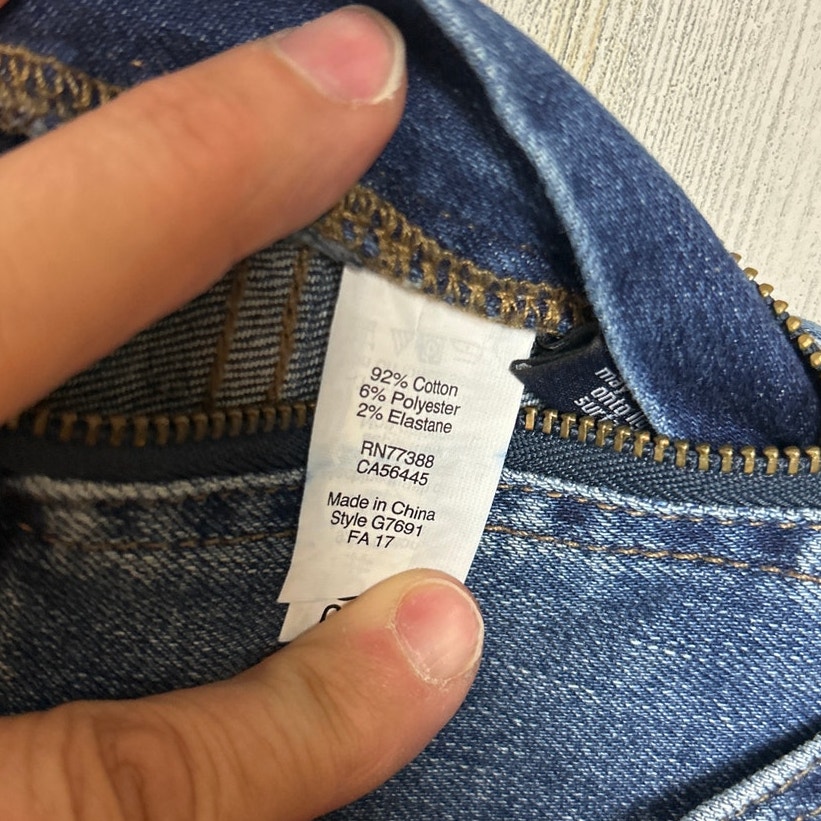 92% Cotton
6% Polyester
2% Elastane
RN77388
CA56445
Made in China
Style G7691
FA 17